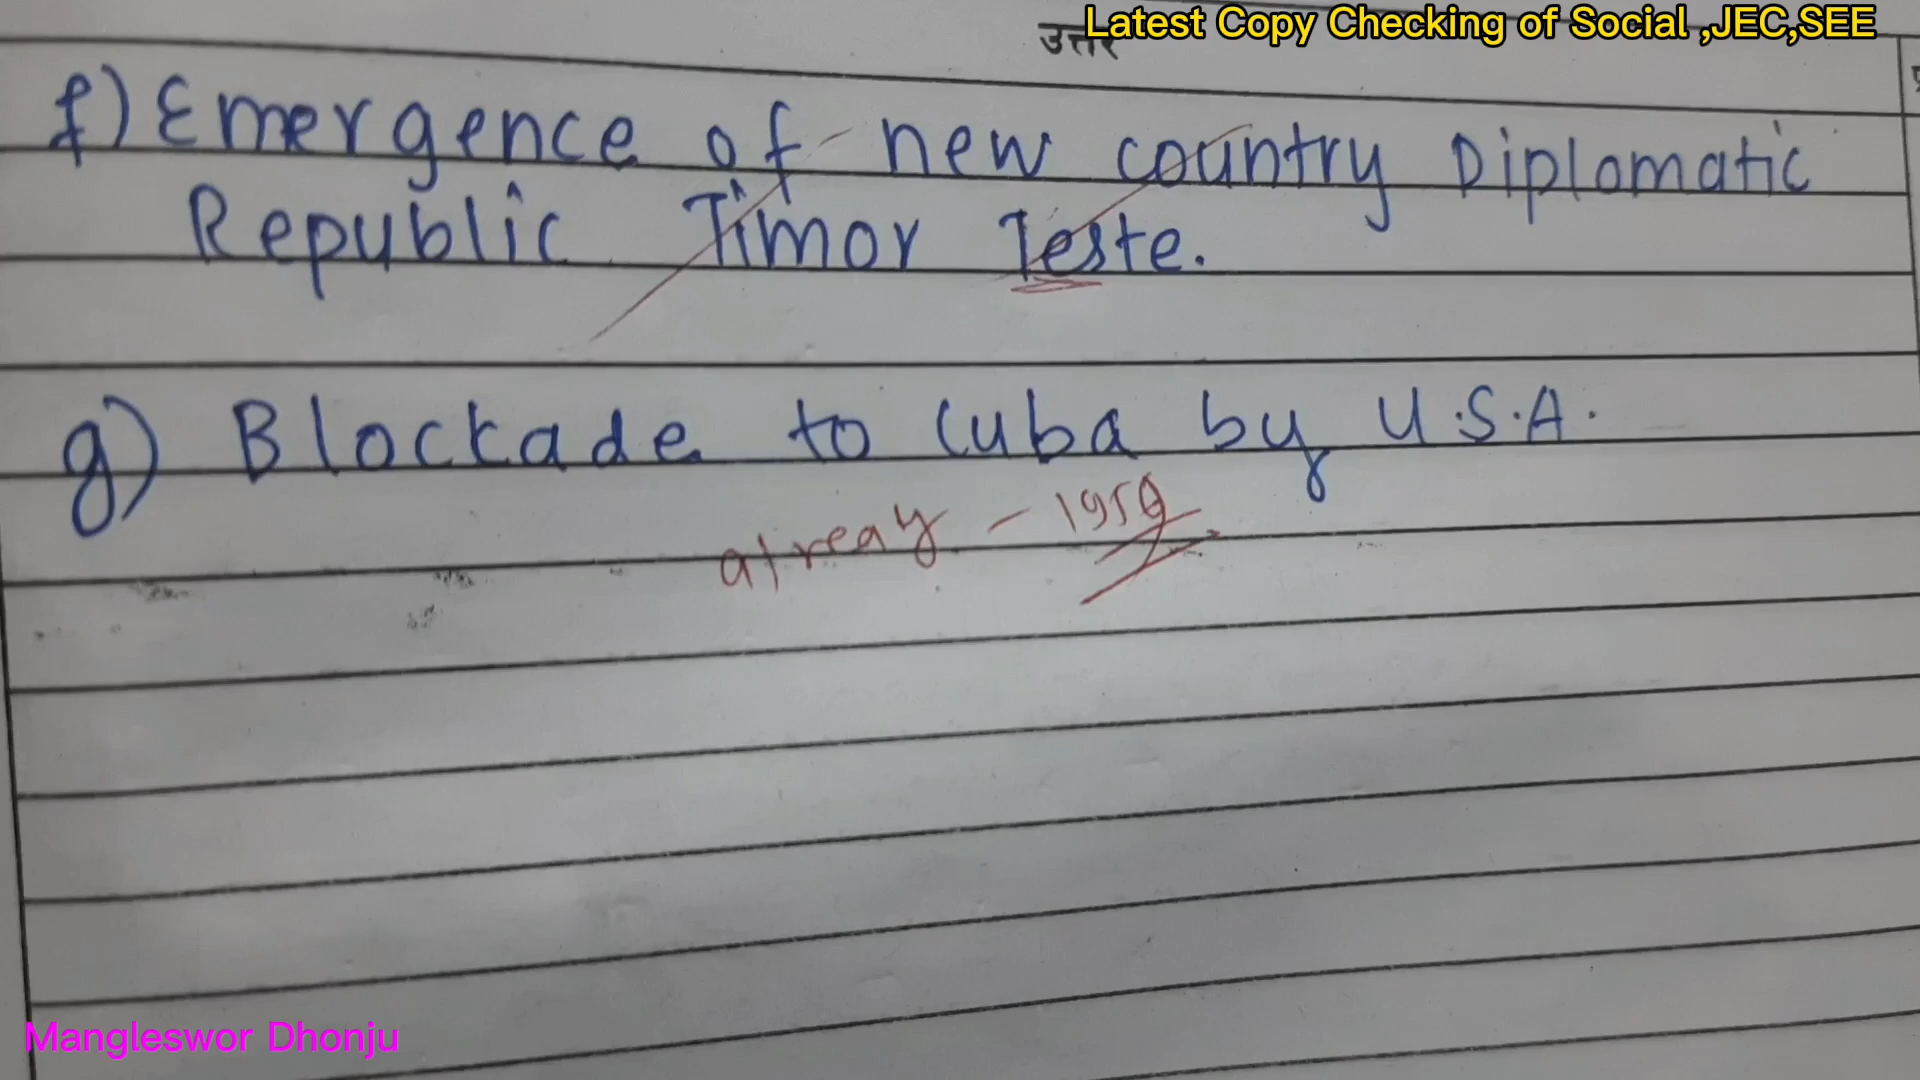 Latest Copy Checking of Social ,JEC,SEE
उत्तर
f) Emergence of new country Diplomatic
Republic Timor Teste.
g) Blockade to Cuba by U.S.A.
alreay - 1959
Mangleswor Dhonju